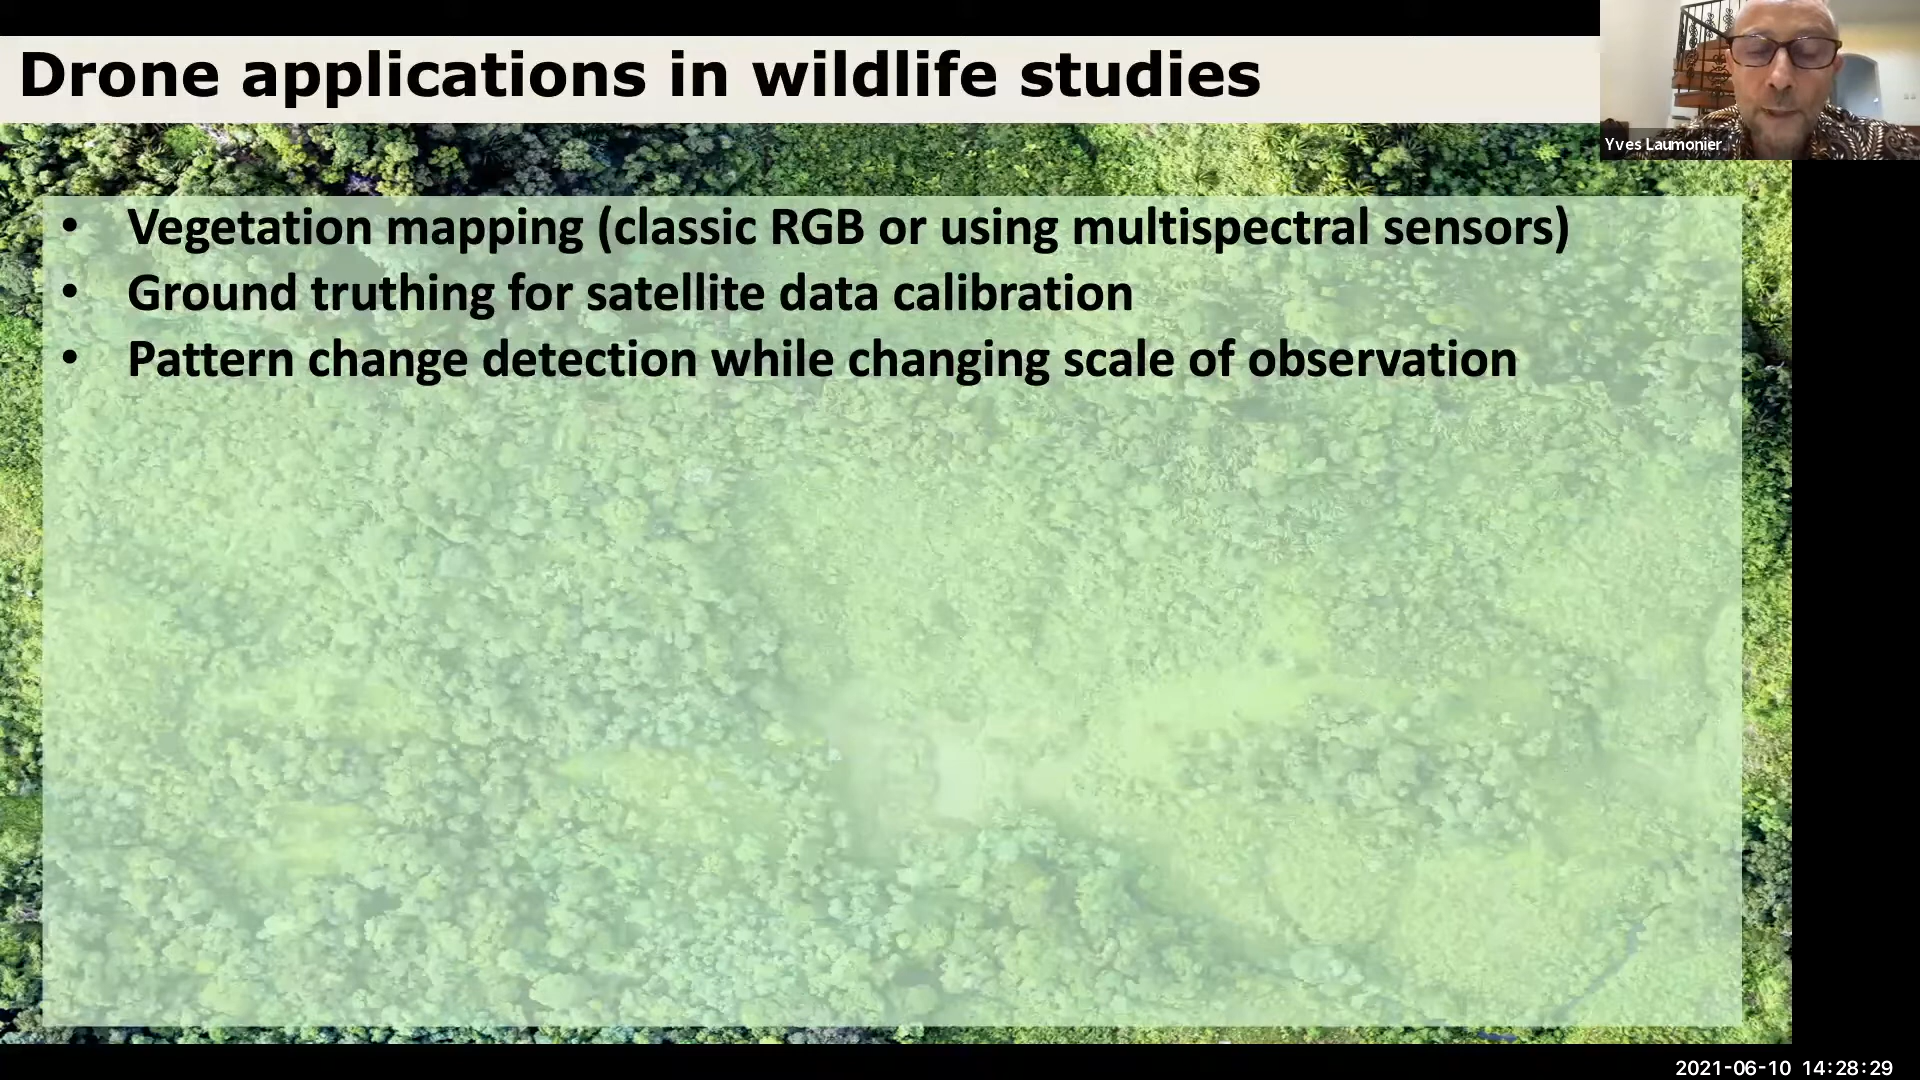 Drone applications in wildlife studies
Yves Laumonier
• Vegetation mapping (classic RGB or using multispectral sensors)
• Ground truthing for satellite data calibration
• Pattern change detection while changing scale of observation
2021-06-10 14:28:29